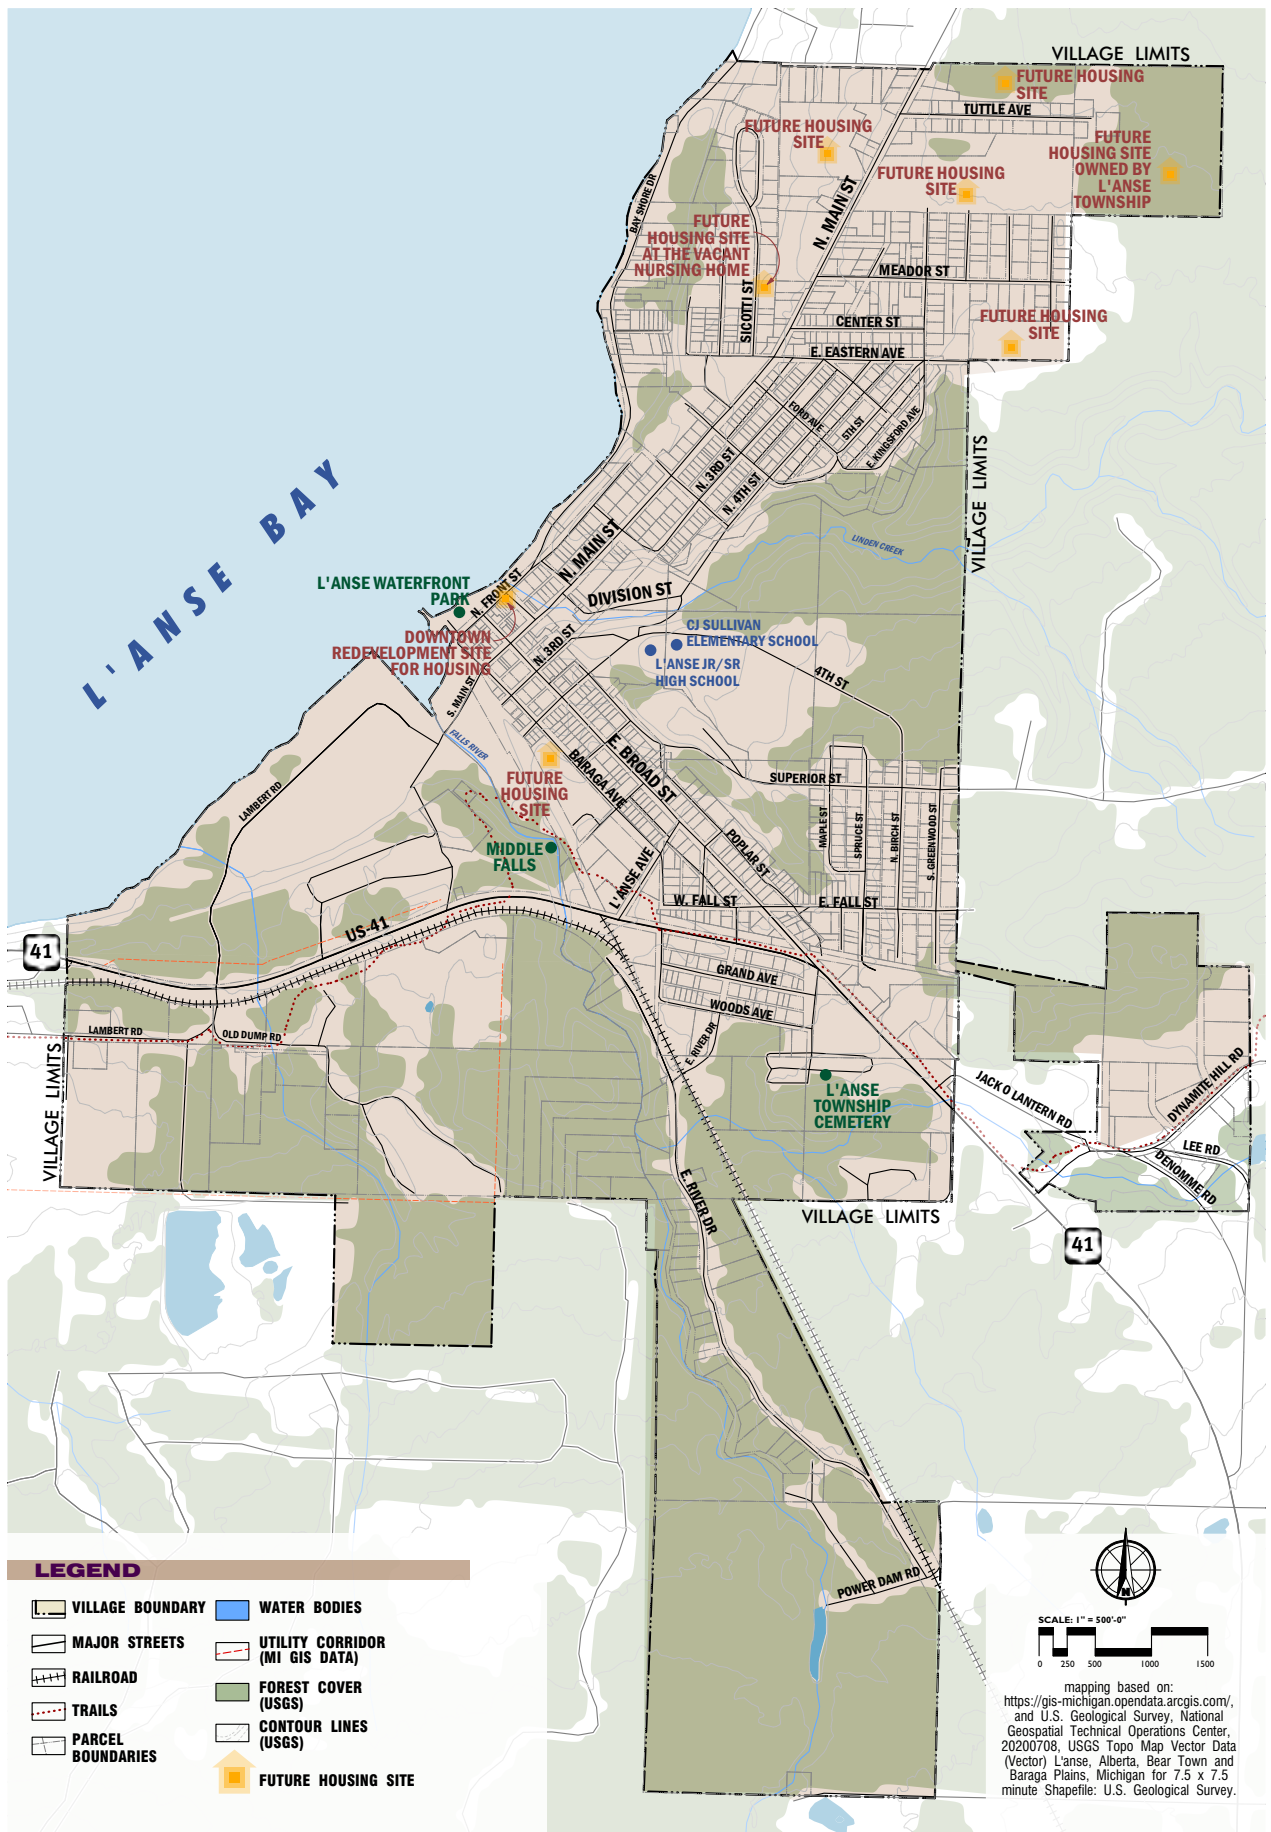 VILLAGE LIMITS
FUTURE HOUSING
SITE
TUTTLE AVE
FUTURE HOUSING
SITE
FUTURE
HOUSING SITE
OWNED BY
L'ANSE
TOWNSHIP
FUTURE HOUSING
SITE
BAY SHORE DR
N. MAIN ST
FUTURE
HOUSING SITE
AT THE VACANT
NURSING HOME
MEADOR ST
SICOTTI ST
CENTER ST
FUTURE HOUSING
SITE
E. EASTERN AVE
FORD AVE
5TH ST
E. KINGSFORD AVE
N. 3RD ST
N. 4TH ST
VILLAGE LIMITS
L'ANSE BAY
N. MAIN ST
LINDEN CREEK
L'ANSE WATERFRONT
PARK
N. FRONT ST
DIVISION ST
DOWNTOWN
REDEVELOPMENT SITE
FOR HOUSING
N. 3RD ST
CJ SULLIVAN
ELEMENTARY SCHOOL
L'ANSE JR/SR
HIGH SCHOOL
4TH ST
S. MAIN ST
FALLS RIVER
E. BROAD ST
BARAGA AVE
FUTURE
HOUSING
SITE
SUPERIOR ST
LAMBERT RD
MAPLE ST
SPRUCE ST
N. BIRCH ST
S. GREENWOOD ST
POPLAR ST
MIDDLE
FALLS
L'ANSE AVE
W. FALL ST
E. FALL ST
US-41
41
GRAND AVE
WOODS AVE
LAMBERT RD
OLD DUMP RD
E. RIVER DR
VILLAGE LIMITS
L'ANSE
TOWNSHIP
CEMETERY
JACK O LANTERN RD
DYNAMITE HILL RD
LEE RD
DENOMME RD
E. RIVER DR
VILLAGE LIMITS
41
POWER DAM RD
LEGEND
VILLAGE BOUNDARY
MAJOR STREETS
RAILROAD
TRAILS
PARCEL
BOUNDARIES
WATER BODIES
UTILITY CORRIDOR
(MI GIS DATA)
FOREST COVER
(USGS)
CONTOUR LINES
(USGS)
FUTURE HOUSING SITE
N
SCALE: 1" = 500'-0"
0 250 500 1000 1500
mapping based on:
https://gis-michigan.opendata.arcgis.com/,
and U.S. Geological Survey, National
Geospatial Technical Operations Center,
20200708, USGS Topo Map Vector Data
(Vector) L'anse, Alberta, Bear Town and
Baraga Plains, Michigan for 7.5 x 7.5
minute Shapefile: U.S. Geological Survey.